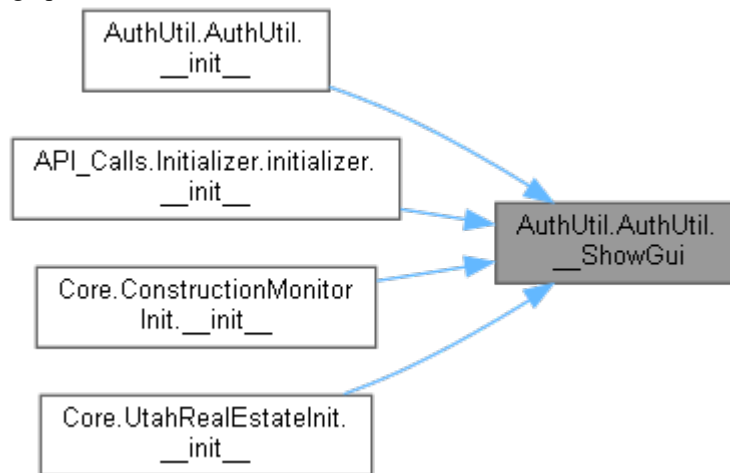 AuthUtil.AuthUtil.
__init__
API_Calls.Initializer.initializer.
__init__
AuthUtil.AuthUtil.
__ShowGui
Core.ConstructionMonitor
Init.__init__
Core.UtahRealEstateInit.
__init__